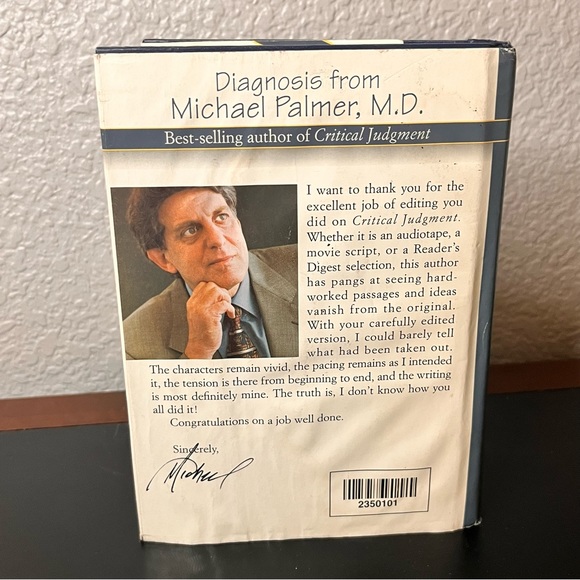 Diagnosis from
Michael Palmer, M.D.
Best-selling author of Critical Judgment
I want to thank you for the
excellent job of editing you
did on Critical Judgment.
Whether it is an audiotape, a
movie script, or a Reader's
Digest selection, this author
has pangs at seeing hard-
worked passages and ideas
vanish from the original.
With your carefully edited
version, I could barely tell
what had been taken out.
The characters remain vivid, the pacing remains as I intended
it, the tension is there from beginning to end, and the writing
is most definitely mine. The truth is, I don't know how you
all did it!
Congratulations on a job well done.
Sincerely,
Michael
2350101